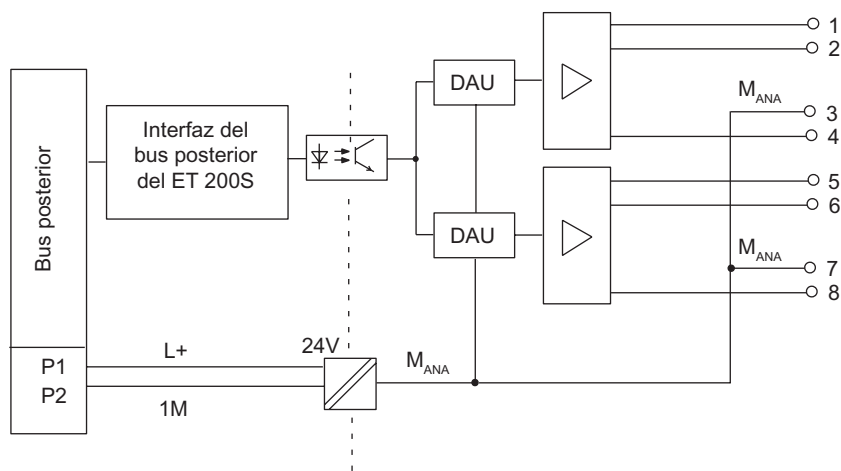 Bus posterior
P1
P2
Interfaz del
bus posterior
del ET 200S
L+
1M
24V
DAU
DAU
M_ANA
M_ANA
M_ANA
1
2
3
4
5
6
7
8